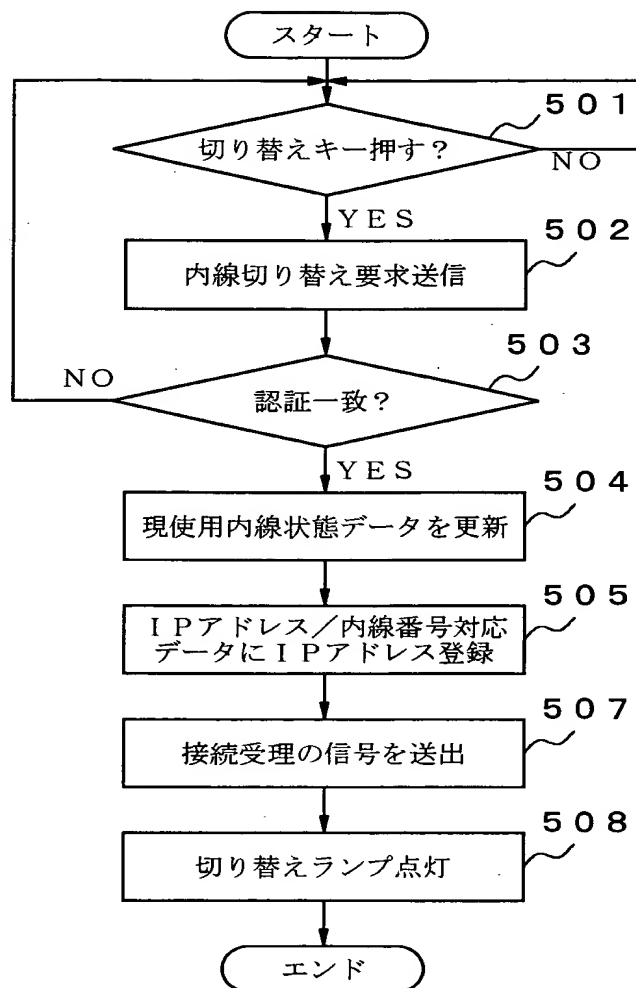 スタート
501
切り替えキー押す？
NO
YES
502
内線切り替え要求送信
503
NO
認証一致？
YES
504
現使用内線状態データを更新
505
ＩＰアドレス／内線番号対応
データにＩＰアドレス登録
507
接続受理の信号を送出
508
切り替えランプ点灯
エンド